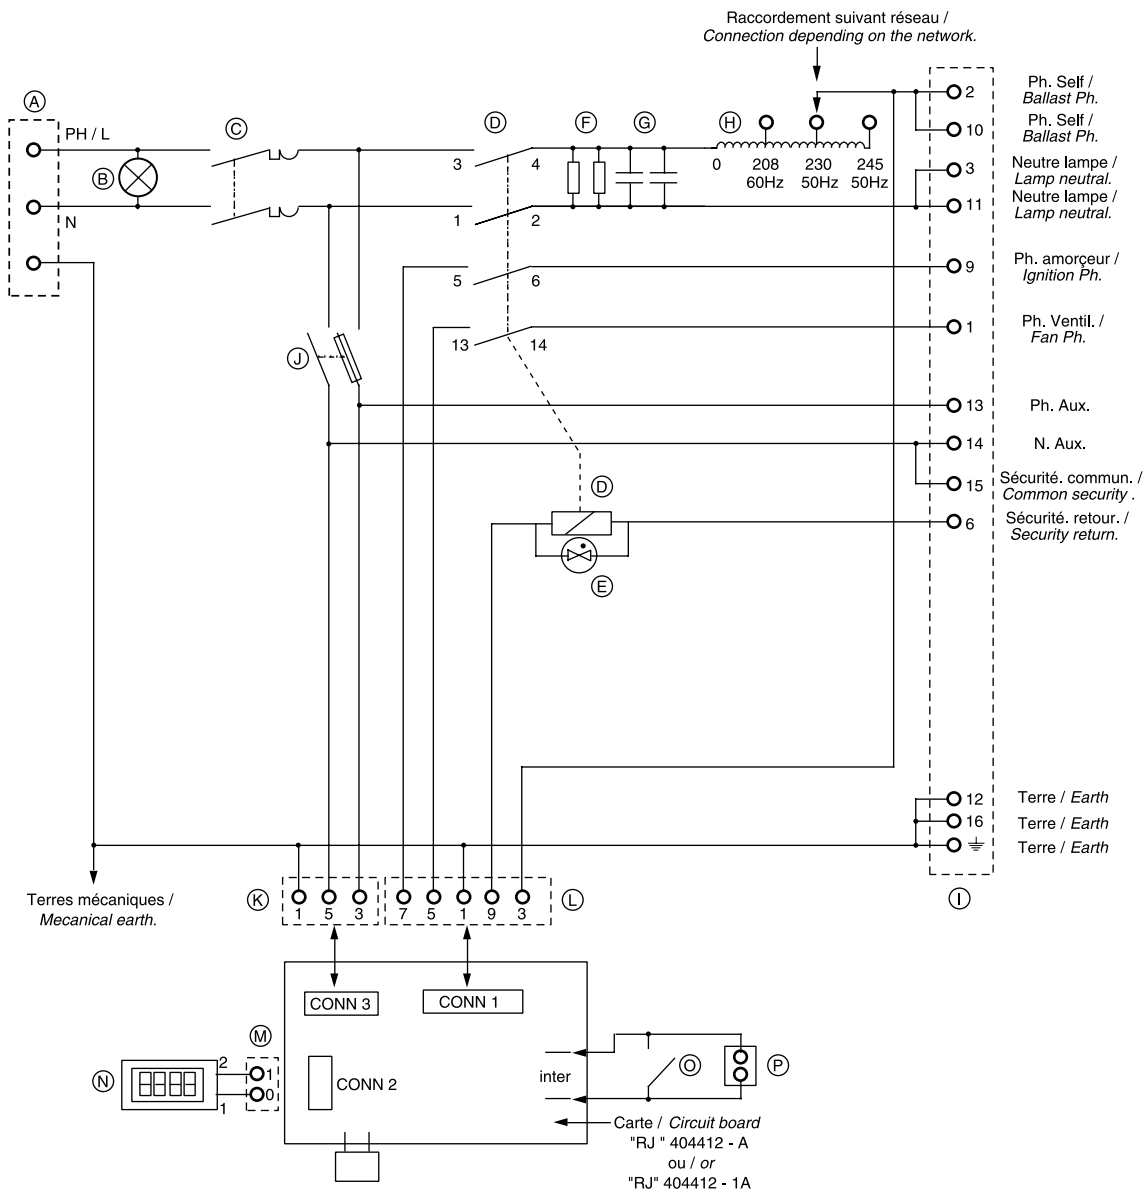 Raccordement suivant réseau /
Connection depending on the network.
A
PH / L
B
N
C
D
3
4
1
2
5
6
13
14
F
G
H
0
208
60Hz
230
50Hz
245
50Hz
2
Ph. Self /
Ballast Ph.
10
Ph. Self /
Ballast Ph.
3
Neutre lampe /
Lamp neutral.
11
Neutre lampe /
Lamp neutral.
9
Ph. amorçeur /
Ignition Ph.
1
Ph. Ventil. /
Fan Ph.
J
13
Ph. Aux.
14
N. Aux.
15
Sécurité. commun. /
Common security .
D
6
Sécurité. retour. /
Security return.
E
12
Terre / Earth
16
Terre / Earth
Terre / Earth
I
Terres mécaniques /
Mecanical earth.
K
1
5
3
7
5
1
9
3
L
CONN 3
CONN 1
M
N
2
1
1
0
CONN 2
inter
O
P
Carte / Circuit board
"RJ " 404412 - A
ou / or
"RJ" 404412 - 1A